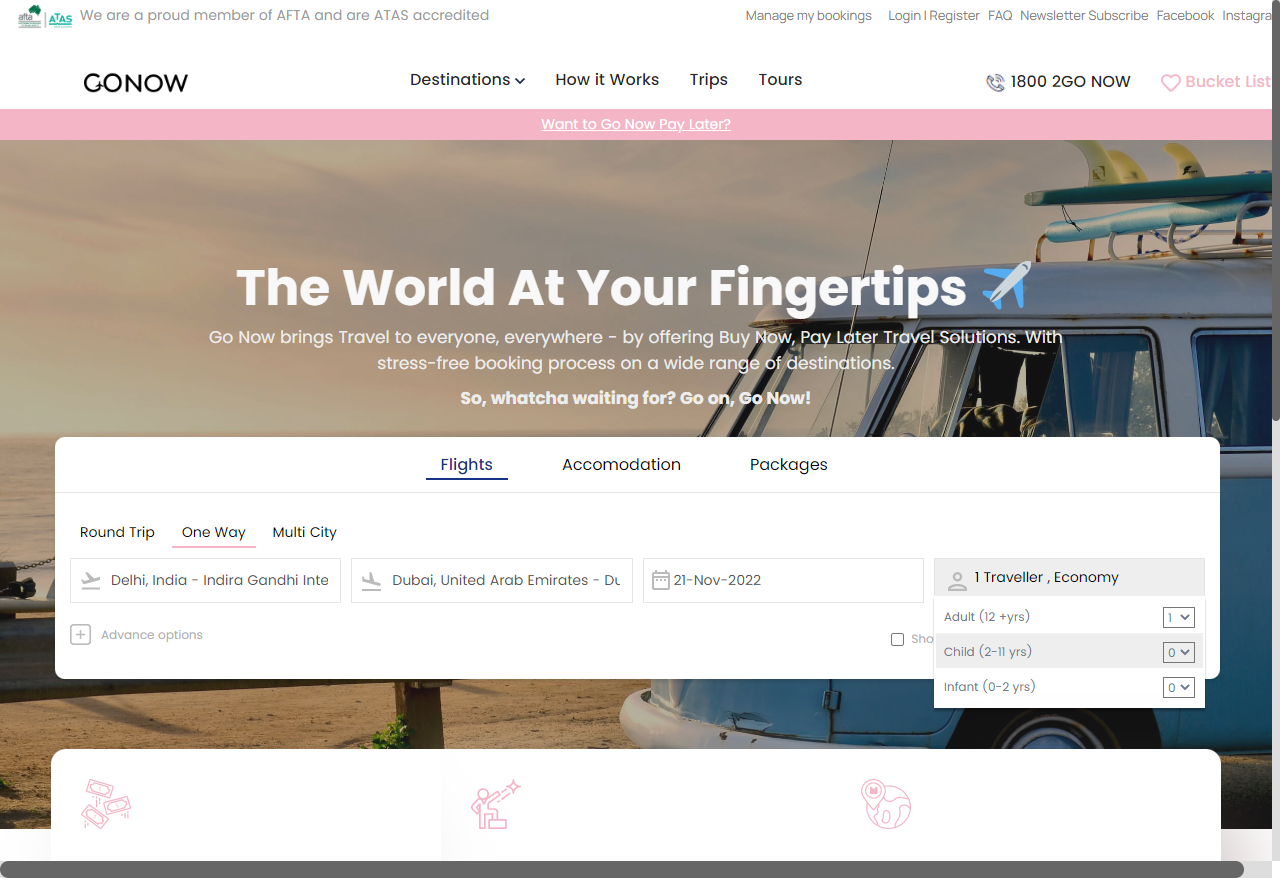 afta
ATAS
We are a proud member of AFTA and are ATAS accredited
Manage my bookings Login | Register FAQ Newsletter Subscribe Facebook Instagra
GONOW
Destinations How it Works Trips Tours
1800 2GO NOW
Bucket List
Want to Go Now Pay Later?
The World At Your Fingertips
Go Now brings Travel to everyone, everywhere - by offering Buy Now, Pay Later Travel Solutions. With
stress-free booking process on a wide range of destinations.
So, whatcha waiting for? Go on, Go Now!
Flights Accomodation Packages
Round Trip One Way Multi City
Delhi, India - Indira Gandhi Inte
Dubai, United Arab Emirates - Du
21-Nov-2022
1 Traveller , Economy
Adult (12 +yrs) 1
Advance options
Sho
Child (2-11 yrs) 0
Infant (0-2 yrs) 0